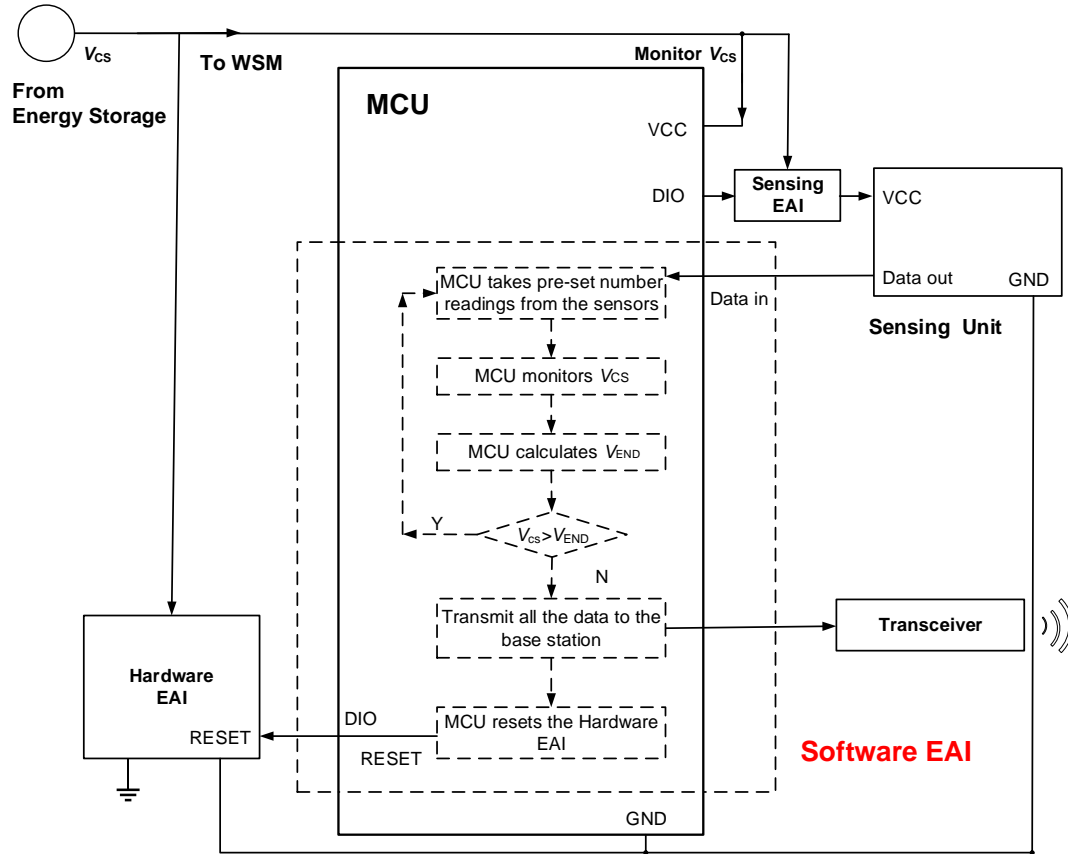 VCS
To WSM
Monitor VCS
From
Energy Storage
MCU
VCC
DIO
Sensing
EAI
VCC
Data out
GND
Sensing Unit
Data in
MCU takes pre-set number
readings from the sensors
MCU monitors VCS
MCU calculates VEND
Y
Vcs>VEND
N
Transmit all the data to the
base station
Transceiver
Hardware
EAI
RESET
DIO
RESET
MCU resets the Hardware
EAI
Software EAI
GND